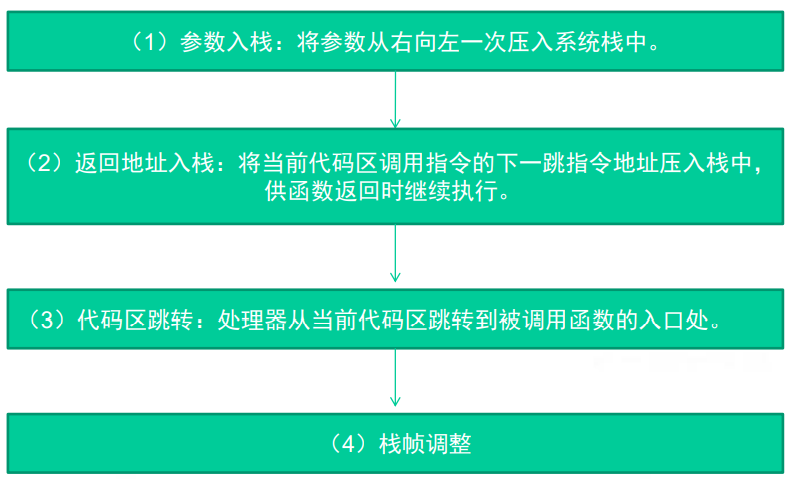 （1）参数入栈：将参数从右向左一次压入系统栈中。
（2）返回地址入栈：将当前代码区调用指令的下一跳指令地址压入栈中，
供函数返回时继续执行。
（3）代码区跳转：处理器从当前代码区跳转到被调用函数的入口处。
（4）栈帧调整